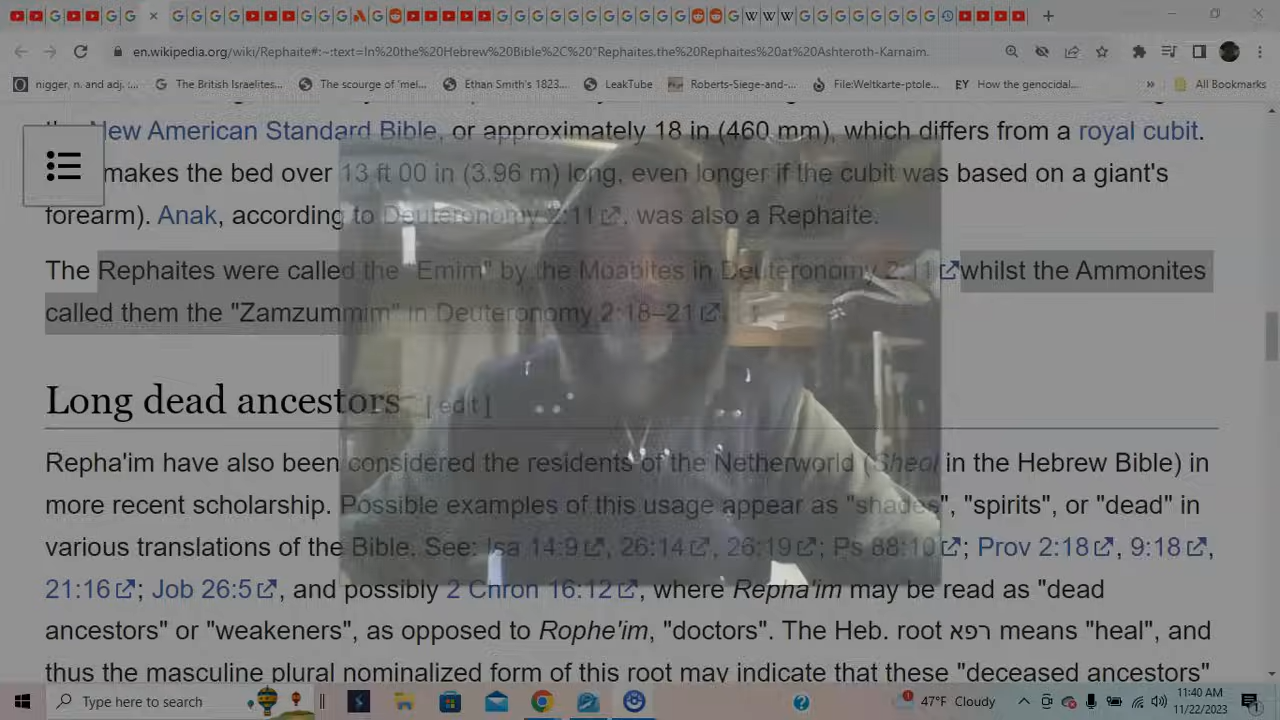 en.wikipedia.org/wiki/Rephaite#:~:text=In%20the%20Hebrew%20Bible%2C%20"Rephaites,the%20Rephaites%20at%20Ashteroth-Karnaim.
nigger, n. and adj. :... The British Israelites... The scourge of 'mel... Ethan Smith's 1823... LeakTube Roberts-Siege-and-... File:Weltkarte-ptole... EY How the genocidal... » All Bookmarks
the New American Standard Bible, or approximately 18 in (460 mm), which differs from a royal cubit.
makes the bed over 13 ft 00 in (3.96 m) long, even longer if the cubit was based on a giant's
forearm). Anak, according to Deuteronomy 2:11, was also a Rephaite.
The Rephaites were called the "Emim" by the Moabites in Deuteronomy 2:11 whilst the Ammonites
called them the "Zamzummim" in Deuteronomy 2:18–21.
Long dead ancestors [ edit ]
Repha'im have also been considered the residents of the Netherworld (Sheol in the Hebrew Bible) in
more recent scholarship. Possible examples of this usage appear as "shades", "spirits", or "dead" in
various translations of the Bible. See: Isa 14:9, 26:14, 26:19; Ps 88:10; Prov 2:18, 9:18,
21:16; Job 26:5, and possibly 2 Chron 16:12, where Repha'im may be read as "dead
ancestors" or "weakeners", as opposed to Rophe'im, "doctors". The Heb. root רפא means "heal", and
thus the masculine plural nominalized form of this root may indicate that these "deceased ancestors"
Type here to search 47°F Cloudy 11:40 AM
11/22/2023